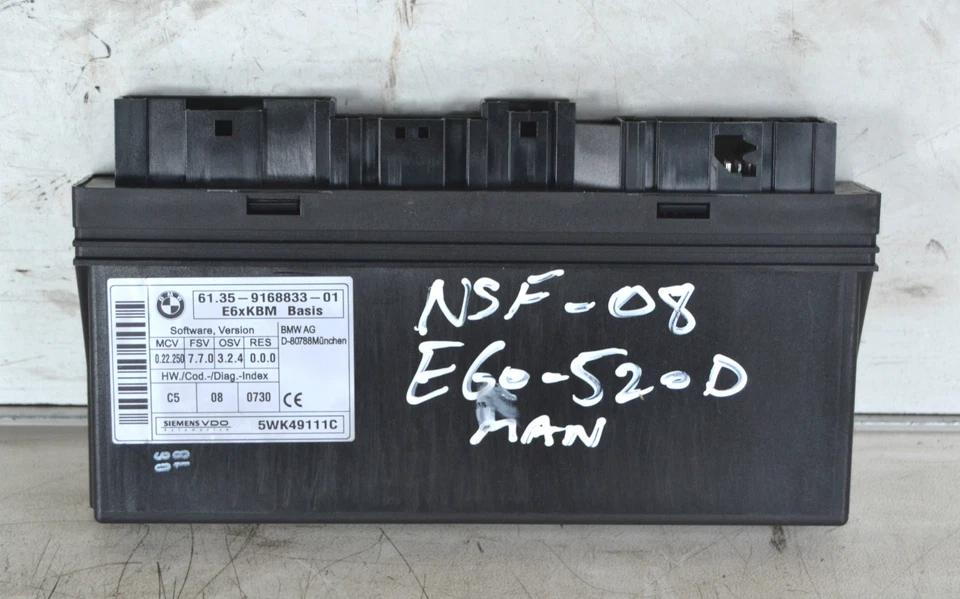 61.35-9168833-01
E6xKBM Basis
Software, Version
MCV FSV OSV RES
0.22.250 7.7.0 3.2.4 0.0.0
BMW AG
D-80788München
HW./Cod.-/Diag.-Index
C5 08 0730 CE
SIEMENS VDO
Automotive
5WK49111C
NSF-08
E60-520D
MAN